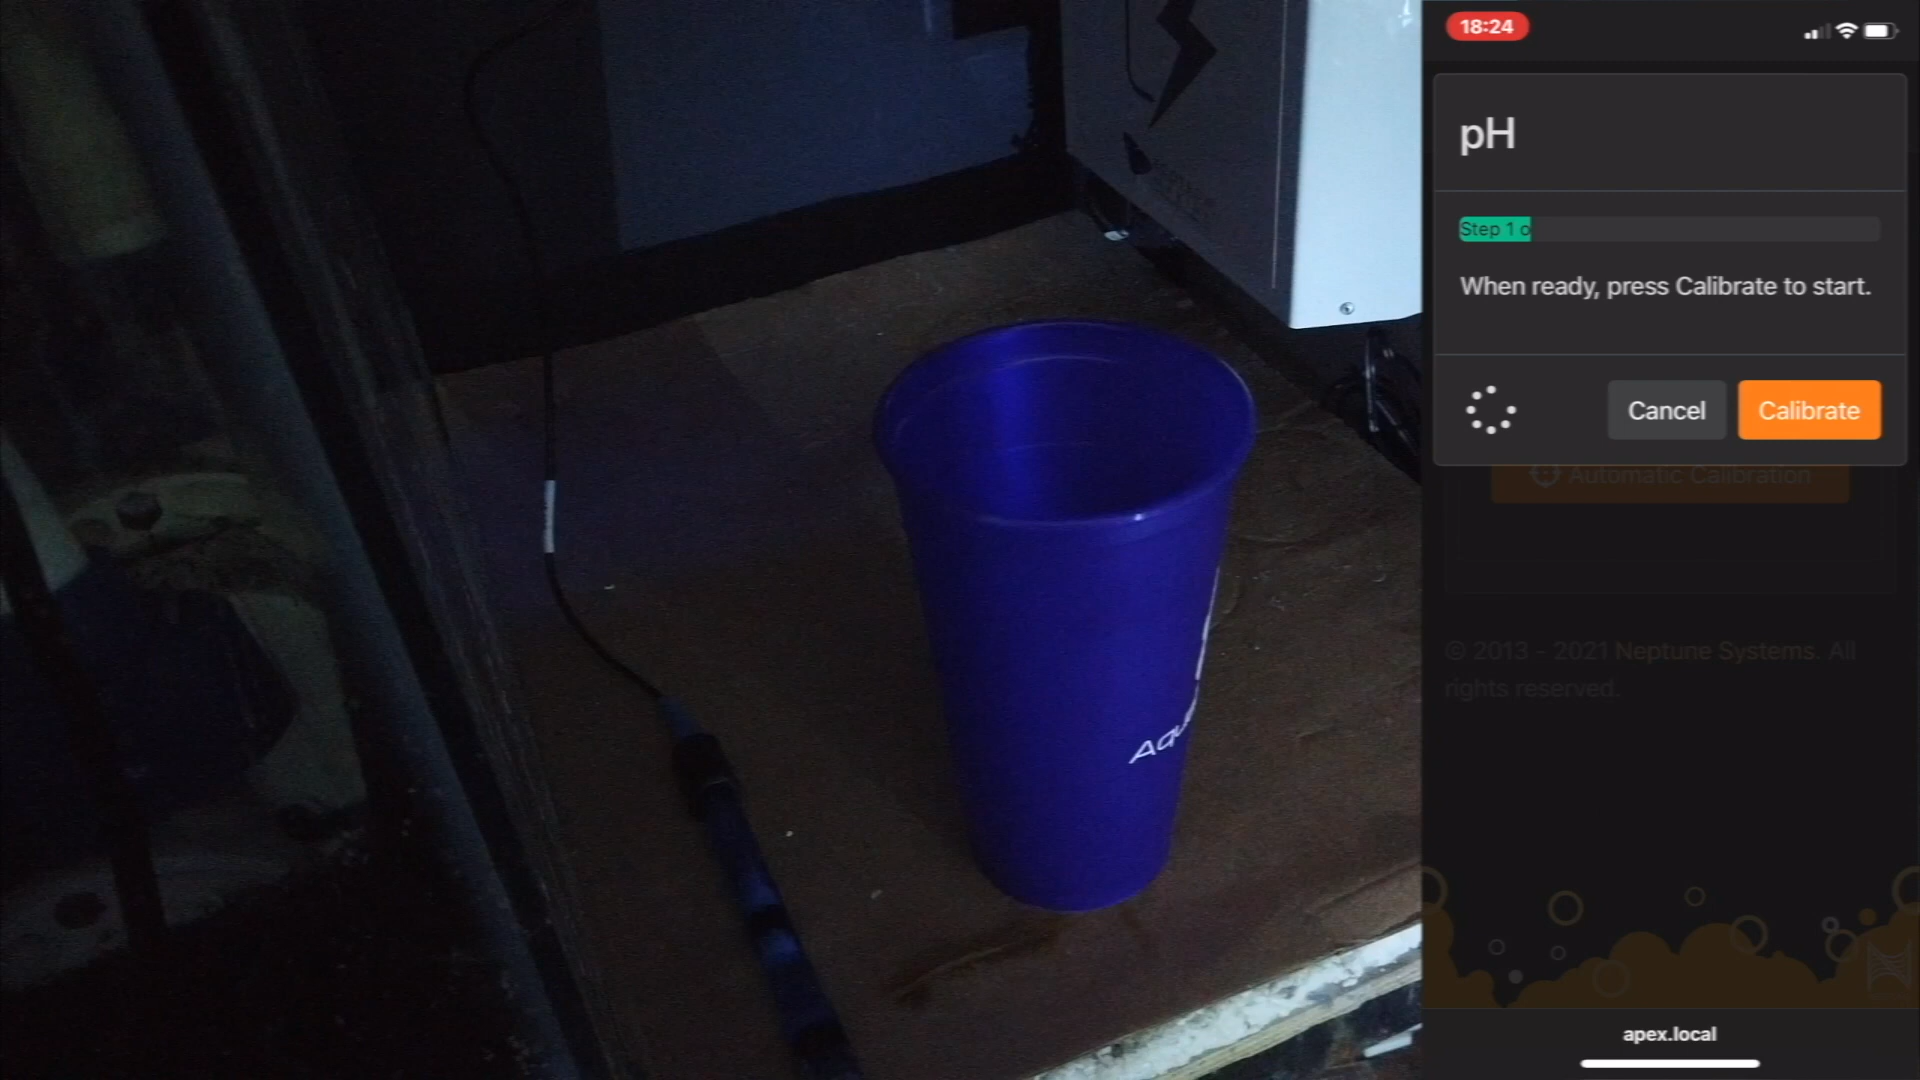 18:24
pH
Step 1 o
When ready, press Calibrate to start.
Cancel
Calibrate
Automatic Calibration
© 2013 - 2021 Neptune Systems. All
rights reserved.
apex.local
Aqua